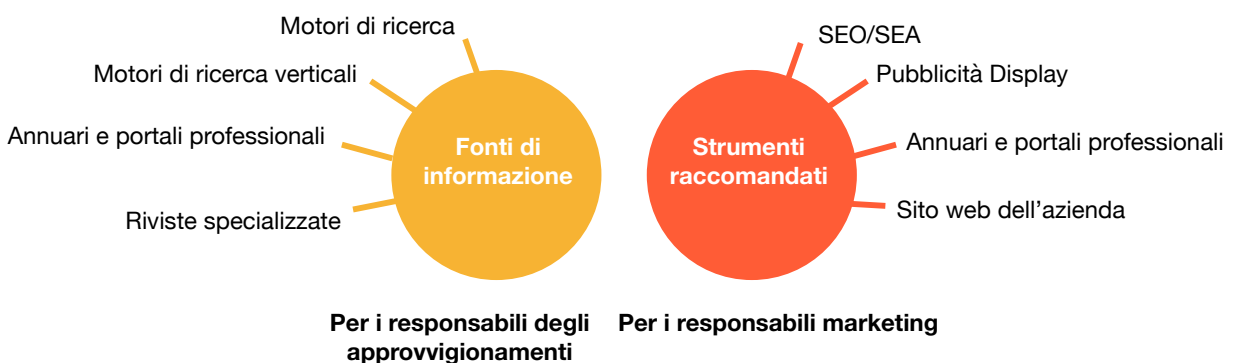 Motori di ricerca
Motori di ricerca verticali
Annuari e portali professionali
Riviste specializzate
Fonti di
informazione
Per i responsabili degli
approvvigionamenti
SEO/SEA
Pubblicità Display
Annuari e portali professionali
Sito web dell’azienda
Strumenti
raccomandati
Per i responsabili marketing